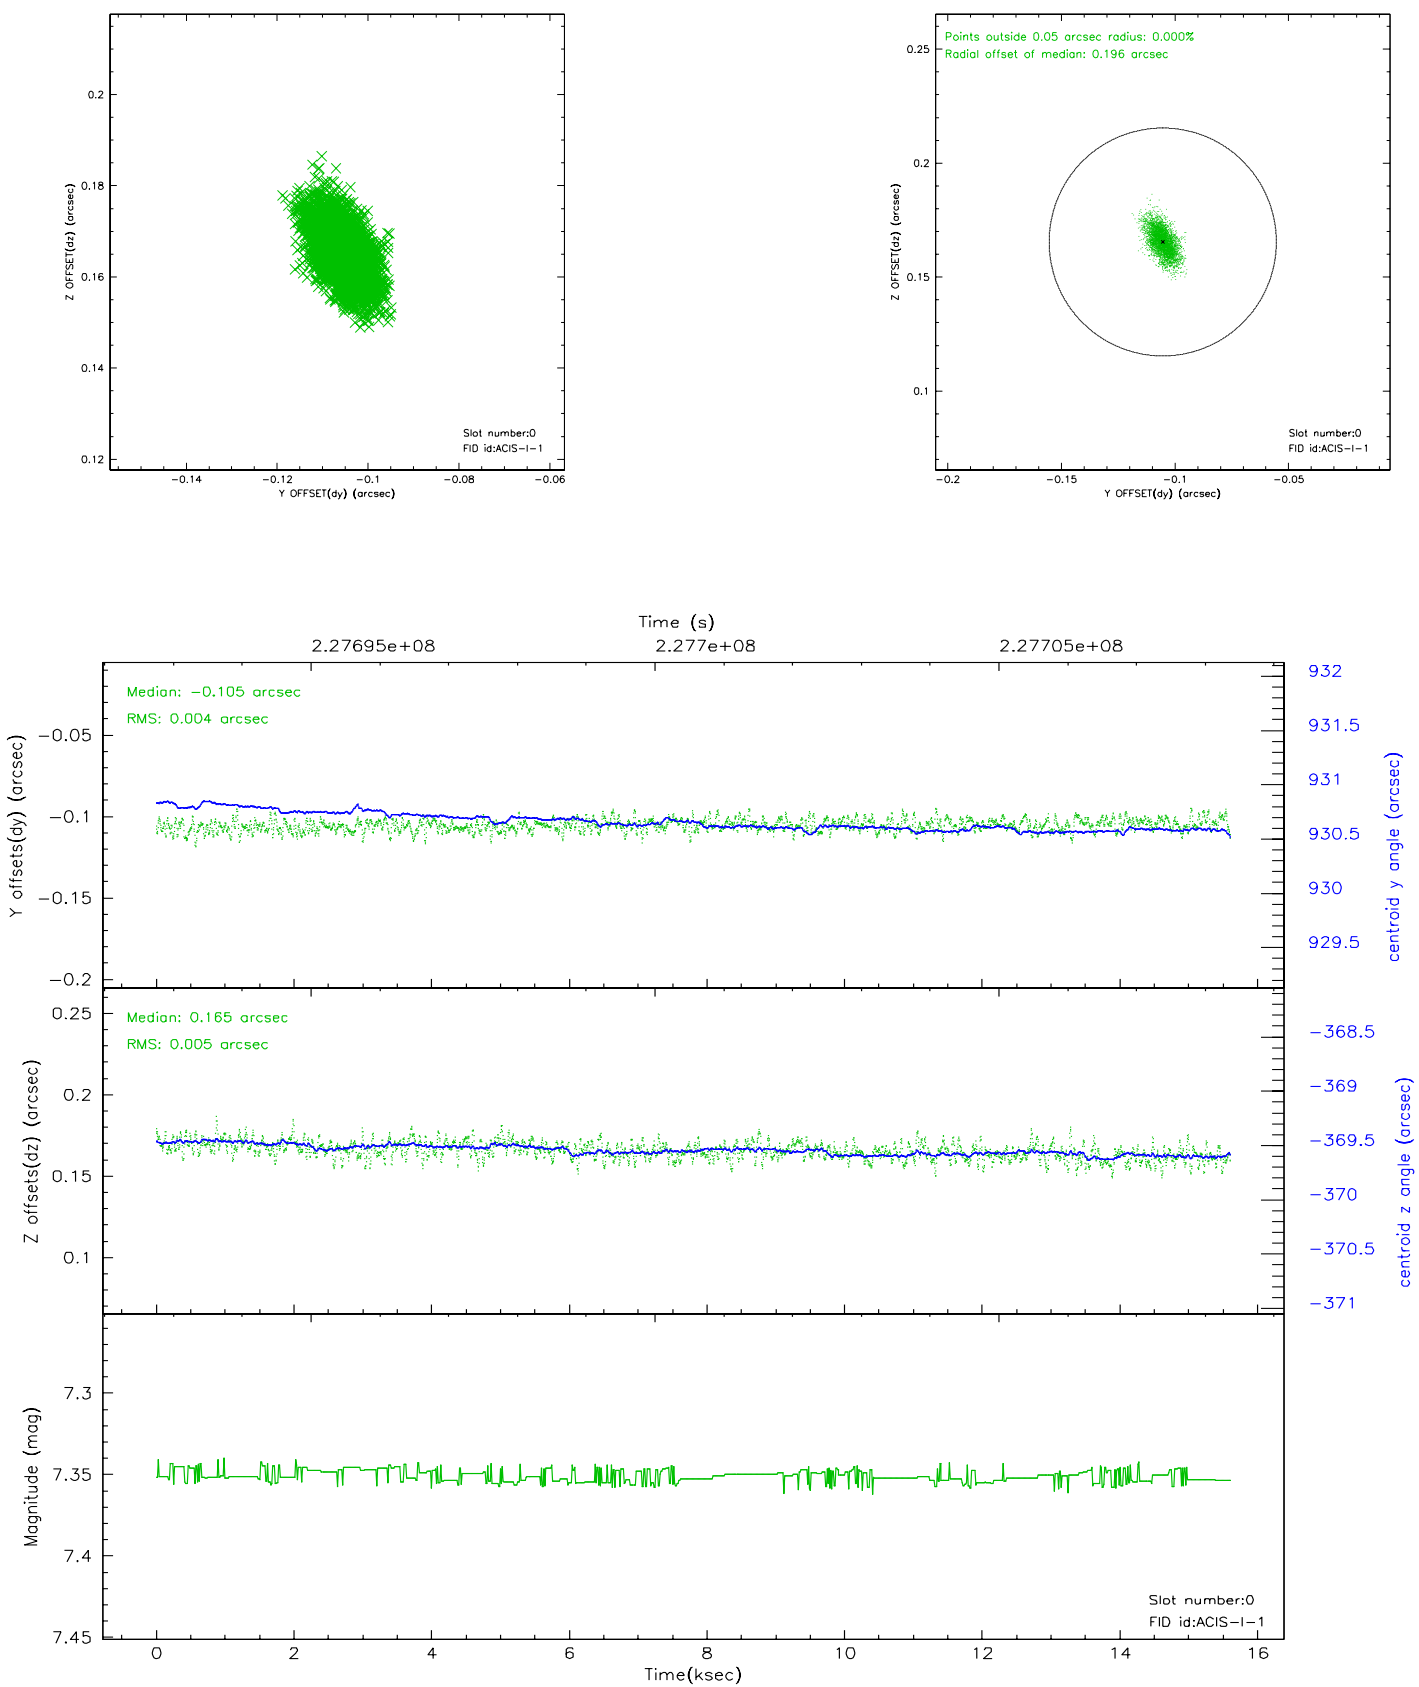 0.2
0.18
0.16
0.14
0.12
Z OFFSET(dz) (arcsec)
Slot number:0
FID id:ACIS-I-1
-0.14
-0.12
-0.1
-0.08
-0.06
Y OFFSET(dy) (arcsec)
Points outside 0.05 arcsec radius: 0.000%
Radial offset of median: 0.196 arcsec
0.25
0.2
0.15
0.1
Z OFFSET(dz) (arcsec)
Slot number:0
FID id:ACIS-I-1
-0.2
-0.15
-0.1
-0.05
Y OFFSET(dy) (arcsec)
Time (s)
2.27695e+08
2.277e+08
2.27705e+08
Median: -0.105 arcsec
RMS: 0.004 arcsec
-0.05
-0.1
-0.15
-0.2
Y offsets(dy) (arcsec)
932
931.5
931
930.5
930
929.5
centroid y angle (arcsec)
Median: 0.165 arcsec
RMS: 0.005 arcsec
0.25
0.2
0.15
0.1
Z offsets(dz) (arcsec)
-368.5
-369
-369.5
-370
-370.5
-371
centroid z angle (arcsec)
7.3
7.35
7.4
7.45
Magnitude (mag)
Slot number:0
FID id:ACIS-I-1
0
2
4
6
8
10
12
14
16
Time(ksec)